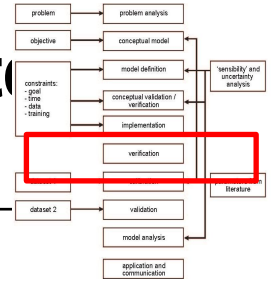 problem
problem analysis
objective
conceptual model
constraints:
- goal
- time
- data
- training
model definition
'sensibility' and
uncertainty
analysis
conceptual validation /
verification
implementation
verification
literature
dataset 2
validation
model analysis
application and
communication